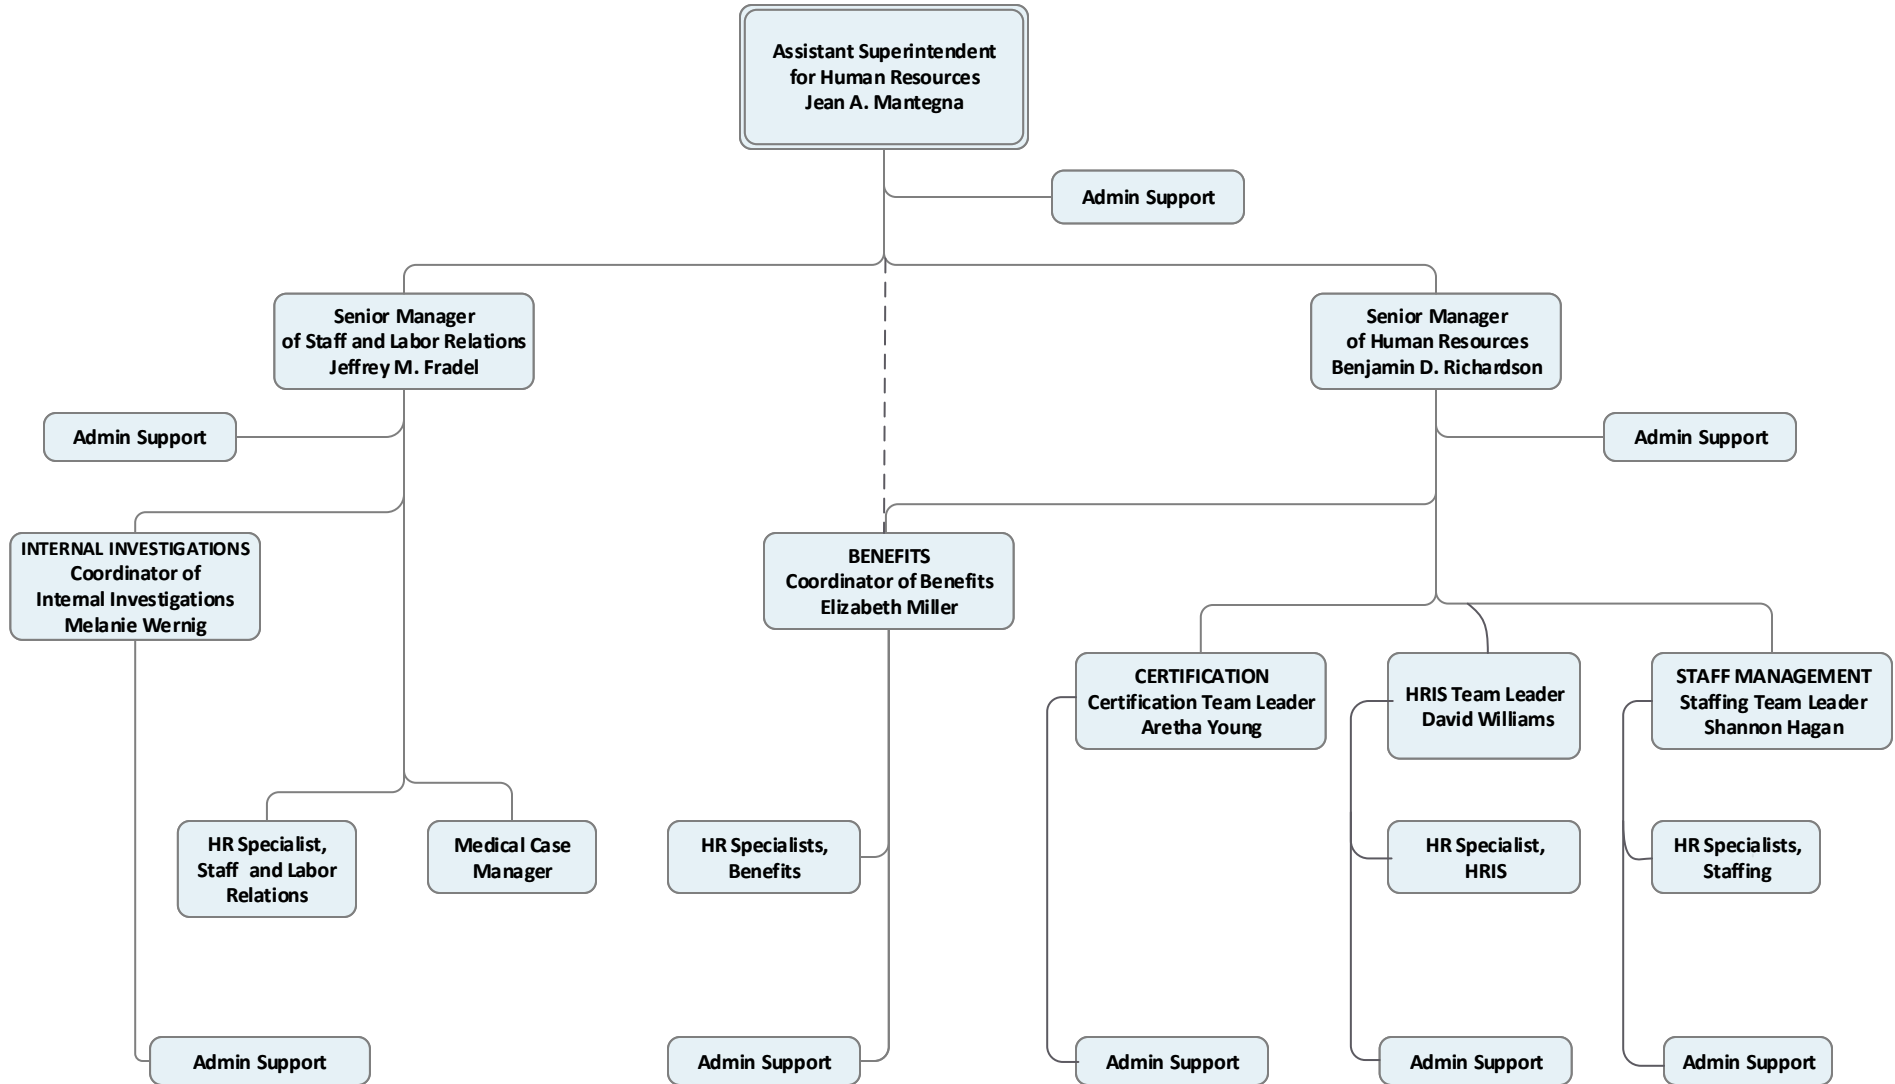 Assistant Superintendent
for Human Resources
Jean A. Mantegna
Admin Support
Senior Manager
of Staff and Labor Relations
Jeffrey M. Fradel
Senior Manager
of Human Resources
Benjamin D. Richardson
Admin Support
Admin Support
INTERNAL INVESTIGATIONS
Coordinator of
Internal Investigations
Melanie Wernig
BENEFITS
Coordinator of Benefits
Elizabeth Miller
CERTIFICATION
Certification Team Leader
Aretha Young
HRIS Team Leader
David Williams
STAFF MANAGEMENT
Staffing Team Leader
Shannon Hagan
HR Specialist,
Staff and Labor
Relations
Medical Case
Manager
HR Specialists,
Benefits
HR Specialist,
HRIS
HR Specialists,
Staffing
Admin Support
Admin Support
Admin Support
Admin Support
Admin Support